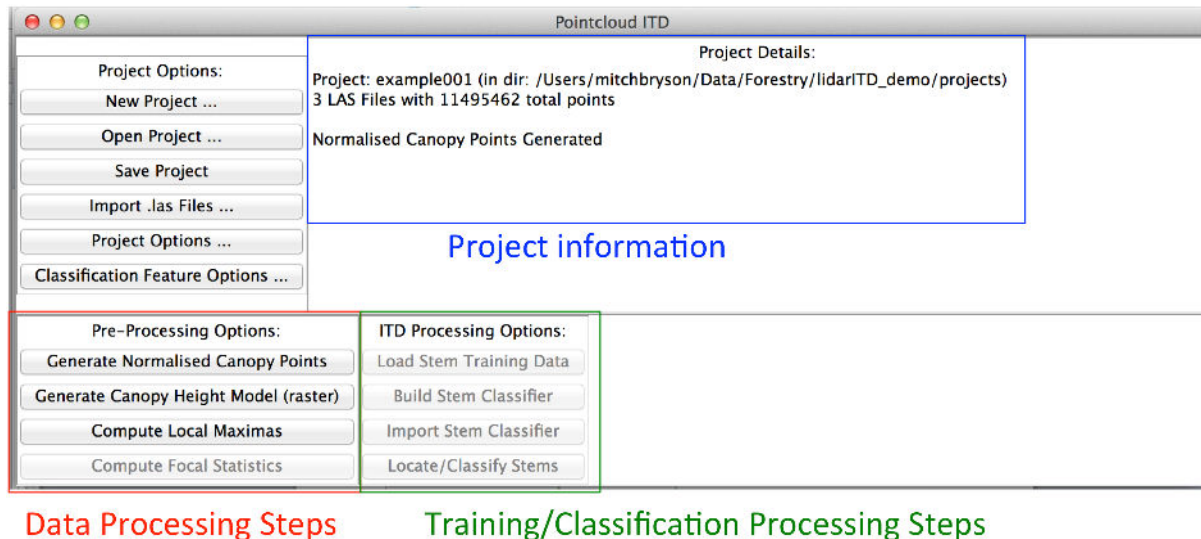 Pointcloud ITD
Project Options:
New Project ...
Open Project ...
Save Project
Import .las Files ...
Project Options ...
Classification Feature Options ...
Project Details:
Project: example001 (in dir: /Users/mitchbryson/Data/Forestry/lidarITD_demo/projects)
3 LAS Files with 11495462 total points
Normalised Canopy Points Generated
Project information
Pre-Processing Options:
Generate Normalised Canopy Points
Generate Canopy Height Model (raster)
Compute Local Maximas
Compute Focal Statistics
ITD Processing Options:
Load Stem Training Data
Build Stem Classifier
Import Stem Classifier
Locate/Classify Stems
Data Processing Steps
Training/Classification Processing Steps